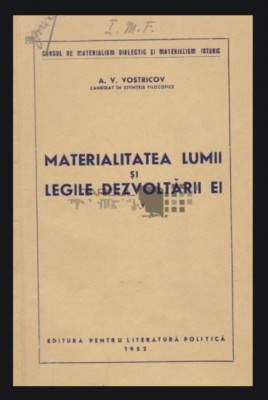 I. M. F.
CURSUL DE MATERIALISM DIALECTIC ȘI MATERIALISM ISTORIC
A. V. VOSTRICOV
CANDIDAT ÎN ȘTIINȚELE FILOZOFICE
MATERIALITATEA LUMII
ȘI
LEGILE DEZVOLTĂRII EI
EDITURA PENTRU LITERATURĂ POLITICĂ
1952